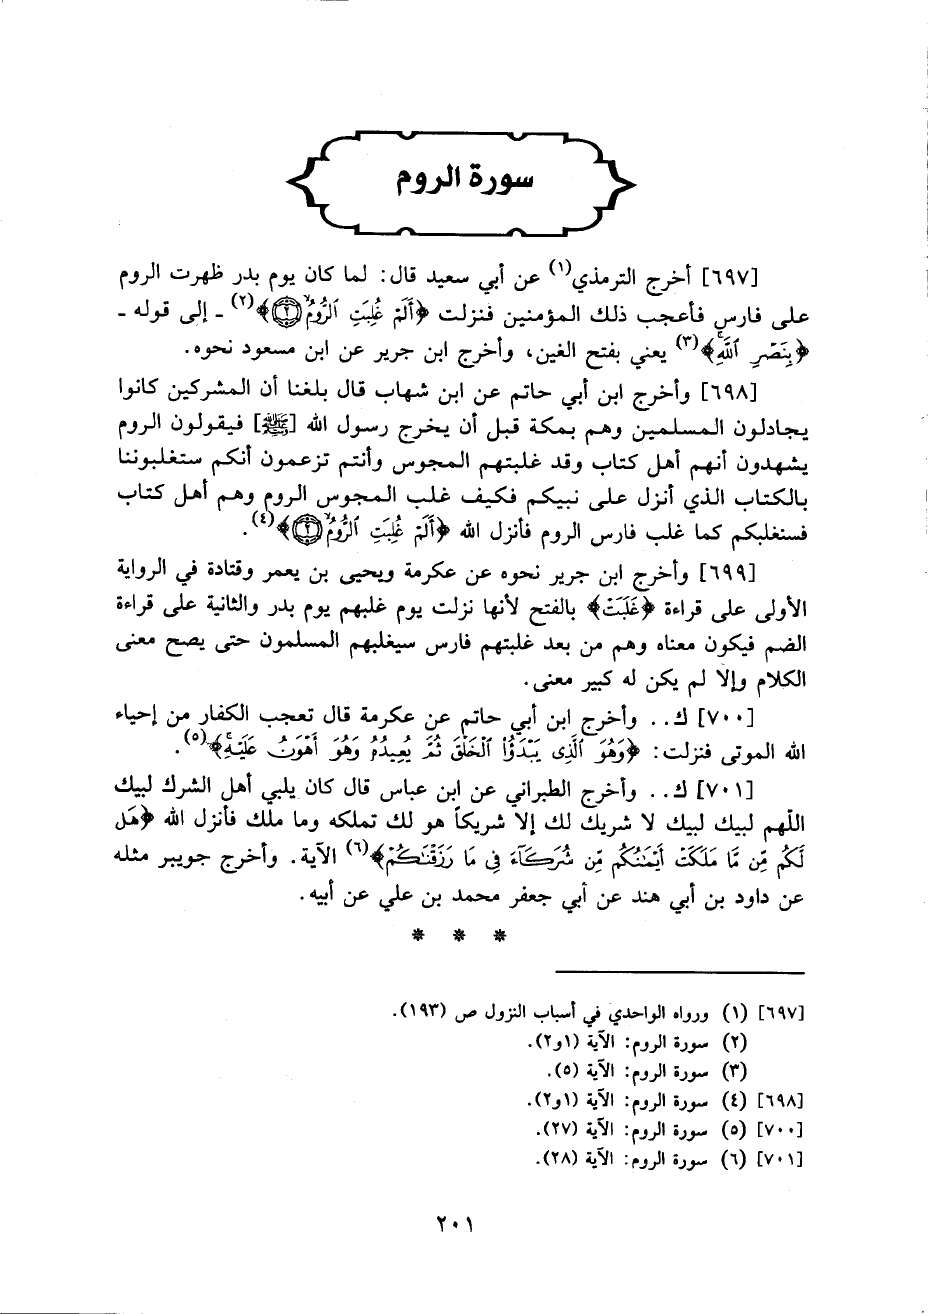 سورة الروم
[٦٩٧] أخرج الترمذي(١) عن أبي سعيد قال: لما كان يوم بدر ظهرت الروم
على فارس فأعجب ذلك المؤمنين فنزلت ﴿الٓمٓ غُلِبَتِ ٱلرُّومُ ۝٢﴾(٢) ـ إلى قوله ـ
﴿بِنَصْرِ ٱللَّهِ﴾(٣) يعني بفتح الغين، وأخرج ابن جرير عن ابن مسعود نحوه.
[٦٩٨] وأخرج ابن أبي حاتم عن ابن شهاب قال بلغنا أن المشركين كانوا
يجادلون المسلمين وهم بمكة قبل أن يخرج رسول الله [ﷺ] فيقولون الروم
يشهدون أنهم أهل كتاب وقد غلبتهم المجوس وأنتم تزعمون أنكم ستغلبوننا
بالكتاب الذي أنزل على نبيكم فكيف غلب المجوس الروم وهم أهل كتاب
فسنغلبكم كما غلب فارس الروم فأنزل الله ﴿الٓمٓ غُلِبَتِ ٱلرُّومُ ۝٢﴾(٤).
[٦٩٩] وأخرج ابن جرير نحوه عن عكرمة ويحيى بن يعمر وقتادة في الرواية
الأولى على قراءة ﴿غَلَبَتْ﴾ بالفتح لأنها نزلت يوم غلبهم يوم بدر والثانية على قراءة
الضم فيكون معناه وهم من بعد غلبتهم فارس سيغلبهم المسلمون حتى يصح معنى
الكلام وإلا لم يكن له كبير معنى.
[٧٠٠] ك.. وأخرج ابن أبي حاتم عن عكرمة قال تعجب الكفار من إحياء
الله الموتى فنزلت: ﴿وَهُوَ ٱلَّذِى يَبْدَؤُا۟ ٱلْخَلْقَ ثُمَّ يُعِيدُهُۥ وَهُوَ أَهْوَنُ عَلَيْهِ﴾(٥).
[٧٠١] ك.. وأخرج الطبراني عن ابن عباس قال كان يلبي أهل الشرك لبيك
اللّهم لبيك لبيك لا شريك لك إلا شريكاً هو لك تملكه وما ملك فأنزل الله ﴿هَل
لَّكُم مِّن مَّا مَلَكَتْ أَيْمَٰنُكُم مِّن شُرَكَآءَ فِى مَا رَزَقْنَٰكُمْ﴾(٦) الآية. وأخرج جويبر مثله
عن داود بن أبي هند عن أبي جعفر محمد بن علي عن أبيه.
* * *
[٦٩٧] (١) ورواه الواحدي في أسباب النزول ص (١٩٣).
(٢) سورة الروم: الآية (١و٢).
(٣) سورة الروم: الآية (٥).
[٦٩٨] (٤) سورة الروم: الآية (١و٢).
[٧٠٠] (٥) سورة الروم: الآية (٢٧).
[٧٠١] (٦) سورة الروم: الآية (٢٨).
٢٠١